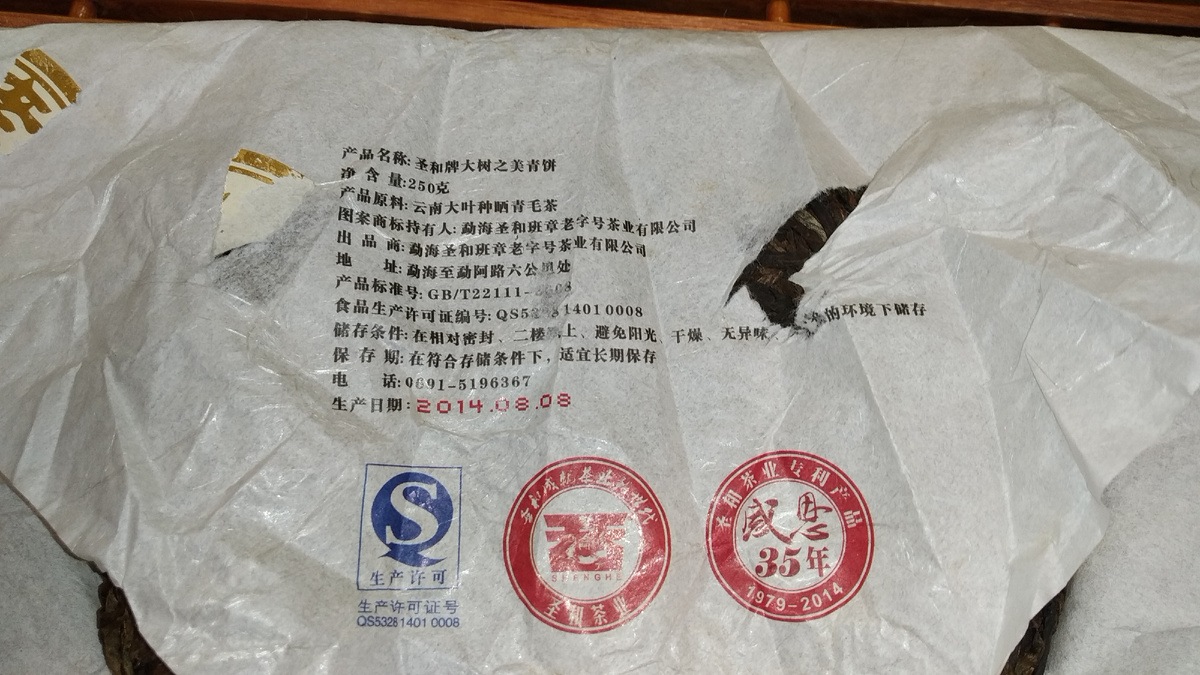 产品名称:圣和牌大树之美青饼
净 含 量:250克
产品原料:云南大叶种晒青毛茶
图案商标持有人:勐海圣和班章老字号茶业有限公司
出 品 商:勐海圣和班章老字号茶业有限公司
地 址:勐海至勐阿路六公里处
产品标准号:GB/T22111-2008
食品生产许可证编号:QS5328 1401 0008
储存条件:在相对密封、二楼 上、避免阳光、干燥、无异味、 的环境下储存
保 存 期:在符合存储条件下，适宜长期保存
电 话:0691-5196367
生产日期:2014.08.08
生产许可
生产许可证号
QS5328 1401 0008
SHENGHE
圣和茶业
圣和茶业专利产品
感恩
35年
1979-2014